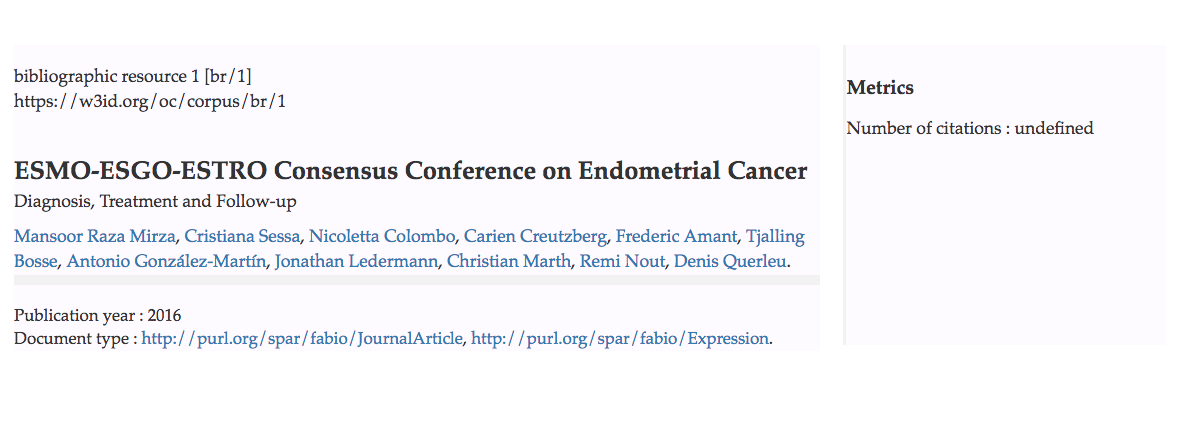 bibliographic resource 1 [br/1]
https://w3id.org/oc/corpus/br/1
ESMO-ESGO-ESTRO Consensus Conference on Endometrial Cancer
Diagnosis, Treatment and Follow-up
Mansoor Raza Mirza, Cristiana Sessa, Nicoletta Colombo, Carien Creutzberg, Frederic Amant, Tjalling
Bosse, Antonio González-Martín, Jonathan Ledermann, Christian Marth, Remi Nout, Denis Querleu.
Publication year : 2016
Document type : http://purl.org/spar/fabio/JournalArticle, http://purl.org/spar/fabio/Expression.
Metrics
Number of citations : undefined